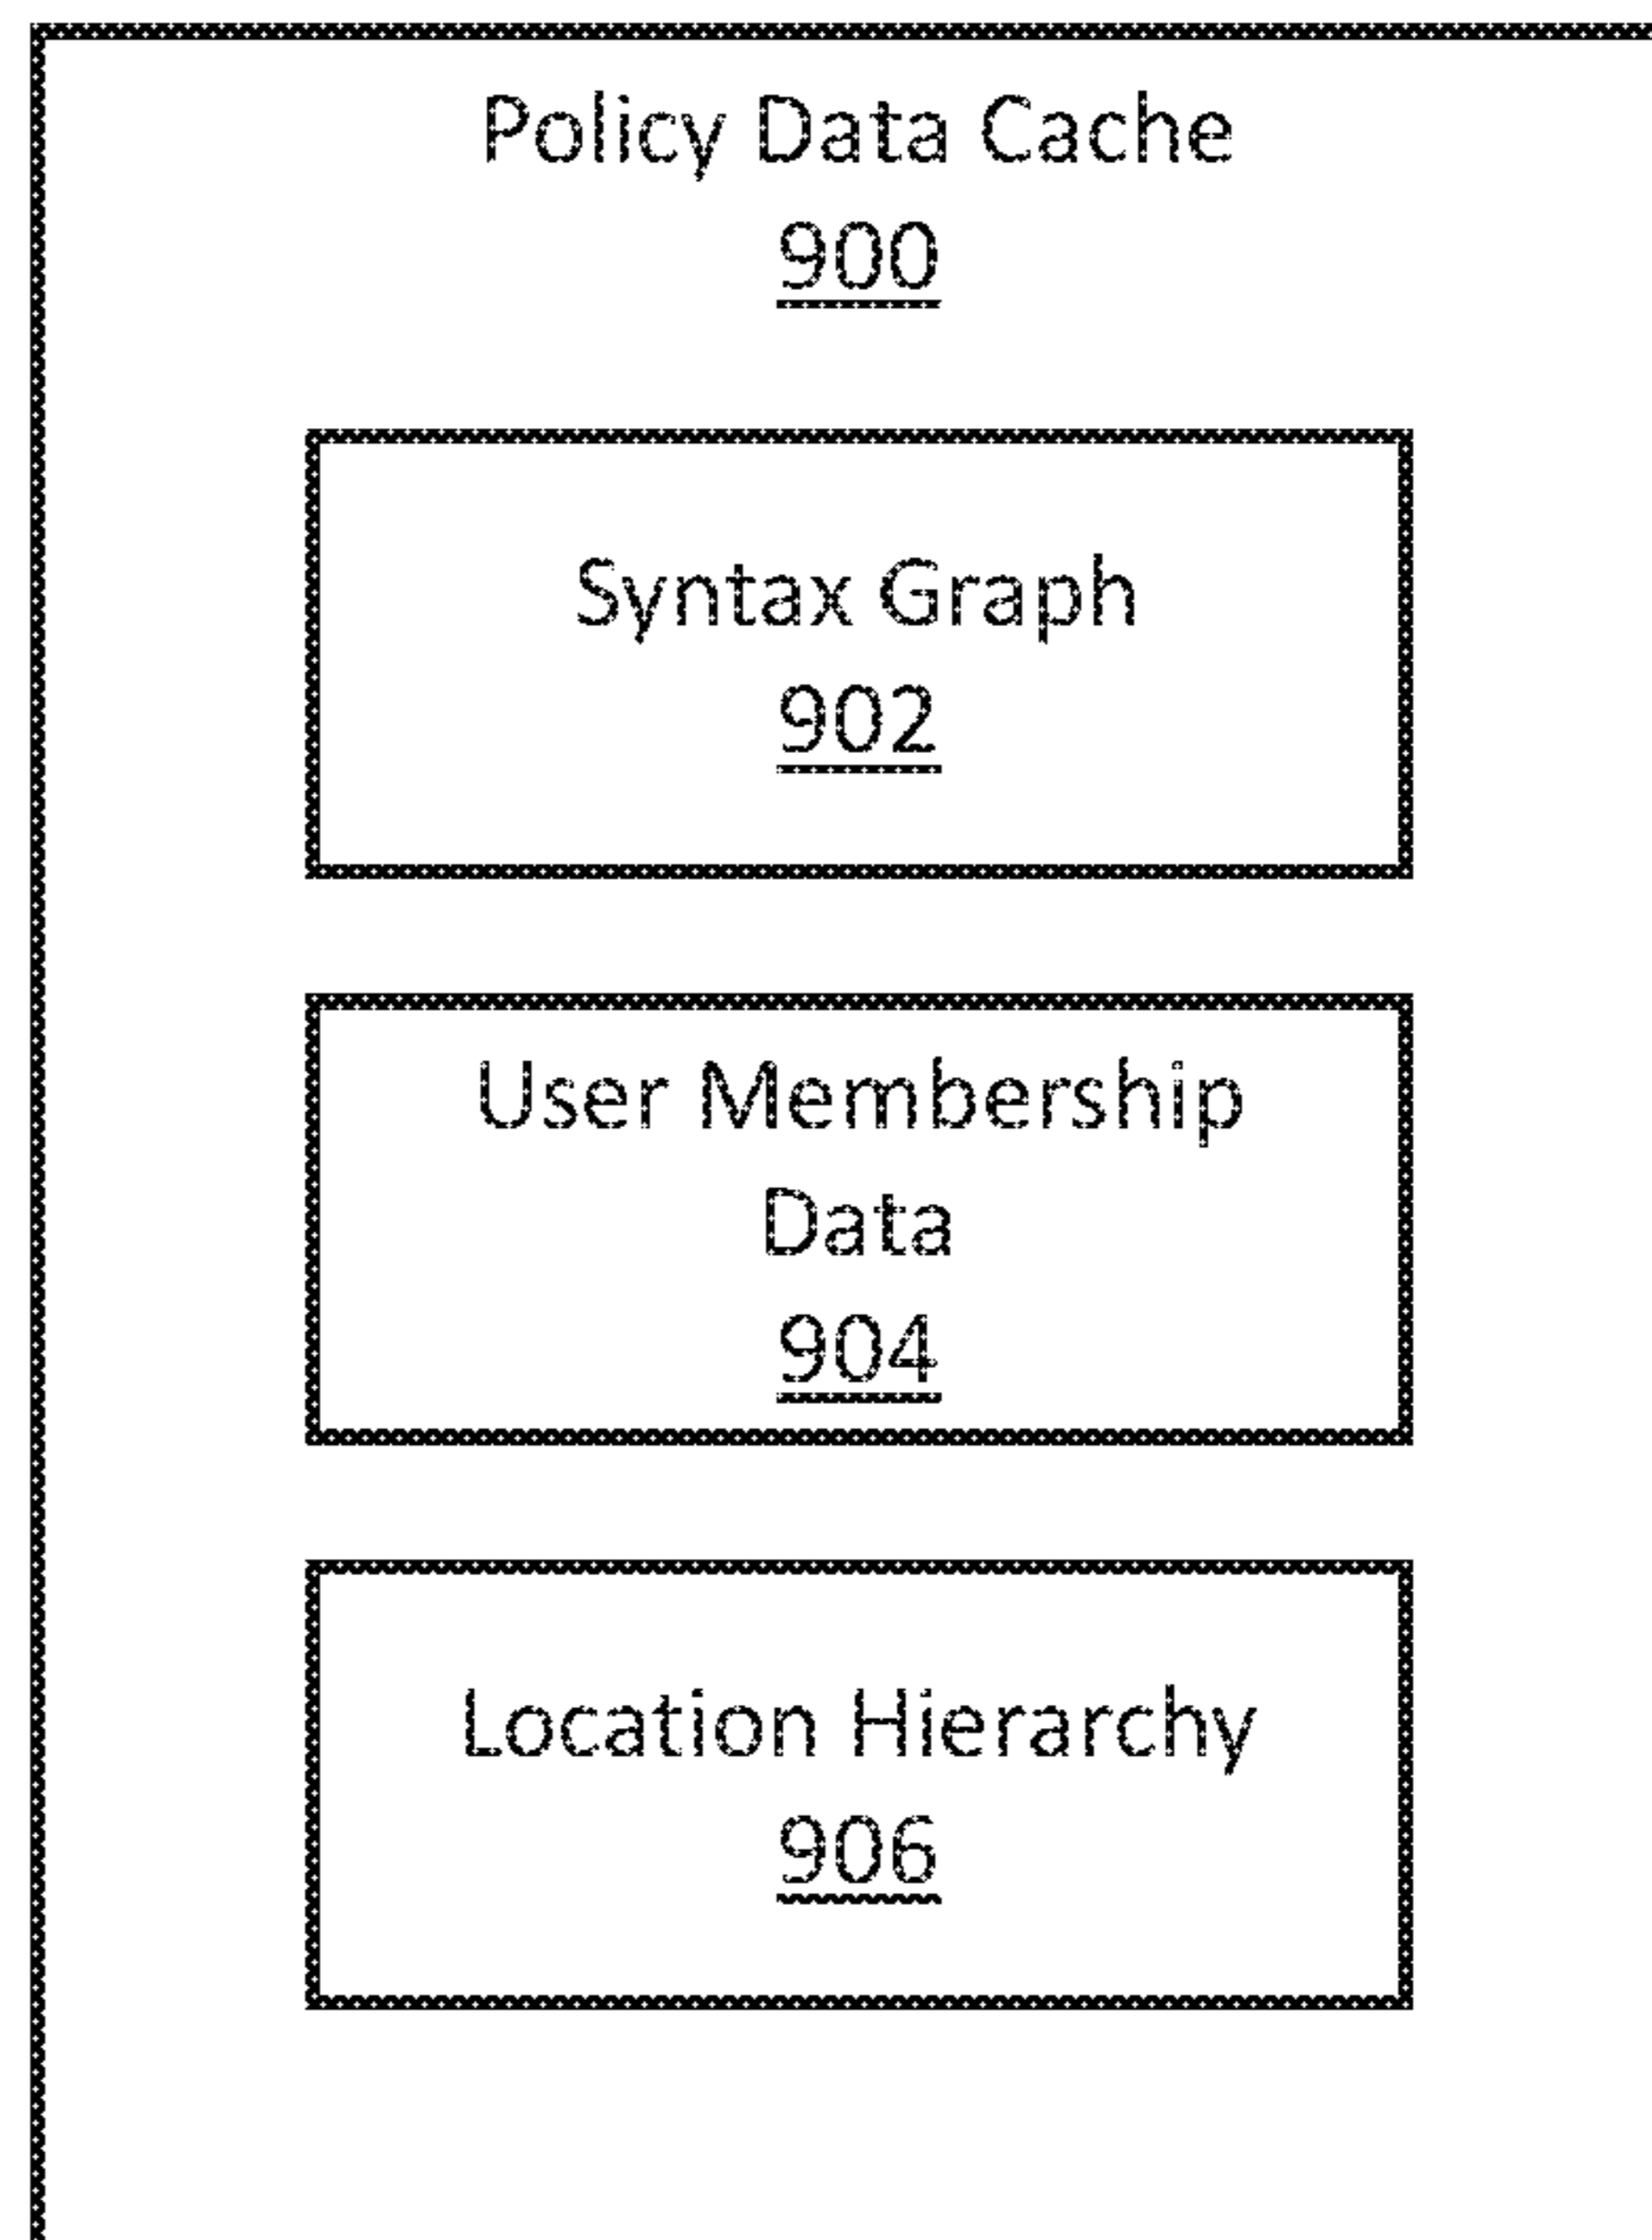 Policy Data Cache
900
Syntax Graph
902
User Membership
Data
904
Location Hierarchy
906